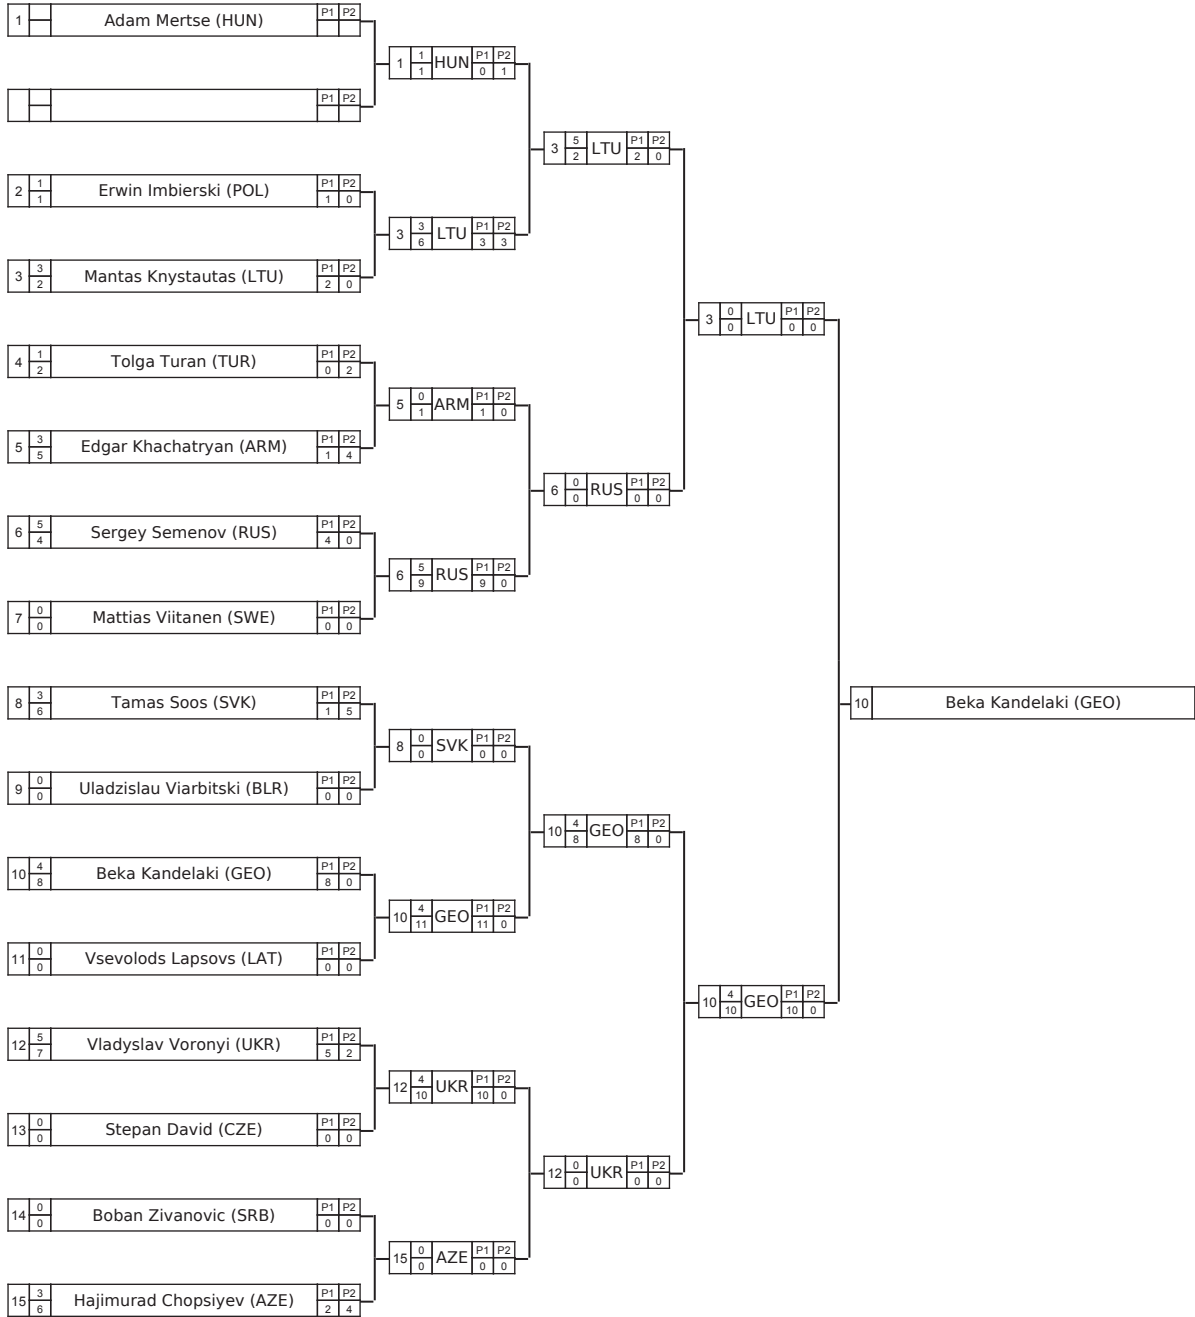 1 Adam Mertse (HUN) P1 P2
1 1 1 HUN P1 P2 0 1
P1 P2
3 5 2 LTU P1 P2 2 0
2 1 1 Erwin Imbierski (POL) P1 P2 1 0
3 3 6 LTU P1 P2 3 3
3 3 2 Mantas Knystautas (LTU) P1 P2 2 0
3 0 0 LTU P1 P2 0 0
4 1 2 Tolga Turan (TUR) P1 P2 0 2
5 0 1 ARM P1 P2 1 0
5 3 5 Edgar Khachatryan (ARM) P1 P2 1 4
6 0 0 RUS P1 P2 0 0
6 5 4 Sergey Semenov (RUS) P1 P2 4 0
6 5 9 RUS P1 P2 9 0
7 0 0 Mattias Viitanen (SWE) P1 P2 0 0
8 3 6 Tamas Soos (SVK) P1 P2 1 5
10 Beka Kandelaki (GEO)
8 0 0 SVK P1 P2 0 0
9 0 0 Uladzislau Viarbitski (BLR) P1 P2 0 0
10 4 8 GEO P1 P2 8 0
10 4 8 Beka Kandelaki (GEO) P1 P2 8 0
10 4 11 GEO P1 P2 11 0
11 0 0 Vsevolods Lapsovs (LAT) P1 P2 0 0
10 4 10 GEO P1 P2 10 0
12 5 7 Vladyslav Voronyi (UKR) P1 P2 5 2
12 4 10 UKR P1 P2 10 0
13 0 0 Stepan David (CZE) P1 P2 0 0
12 0 0 UKR P1 P2 0 0
14 0 0 Boban Zivanovic (SRB) P1 P2 0 0
15 0 0 AZE P1 P2 0 0
15 3 6 Hajimurad Chopsiyev (AZE) P1 P2 2 4